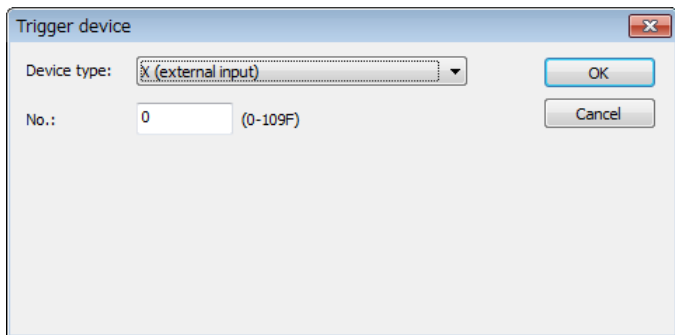 Trigger device
Device type: X (external input) OK
No.: 0 (0-109F) Cancel